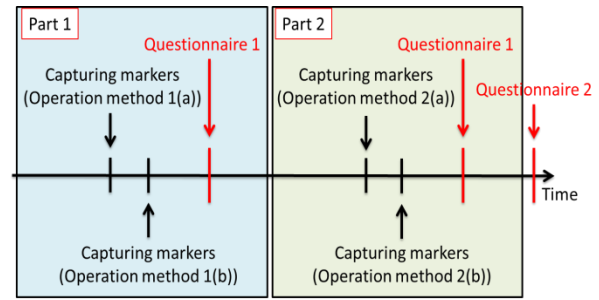 Part 1
Part 2
Questionnaire 1
Questionnaire 1
Capturing markers
(Operation method 1(a))
Capturing markers
(Operation method 2(a))
Questionnaire 2
Time
Capturing markers
(Operation method 1(b))
Capturing markers
(Operation method 2(b))